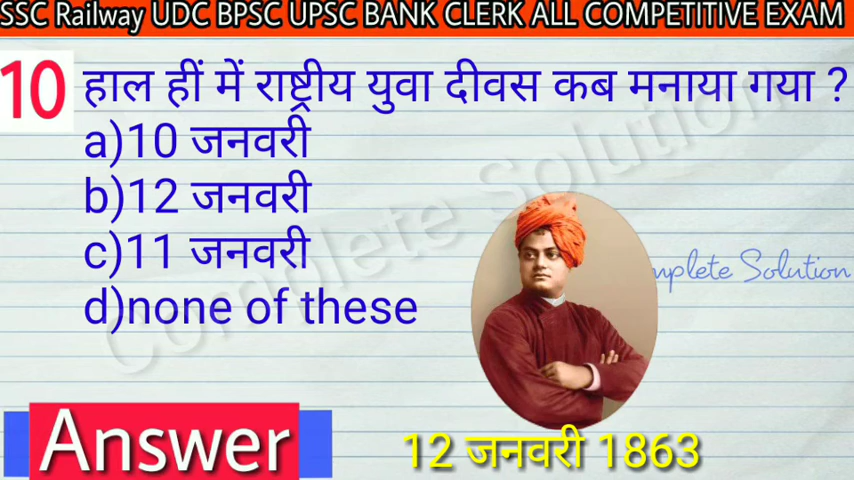 SSC Railway UDC BPSC UPSC BANK CLERK ALL COMPETITIVE EXAM
10 हाल हीं में राष्ट्रीय युवा दीवस कब मनाया गया ?
a)10 जनवरी
b)12 जनवरी
c)11 जनवरी
d)none of these
Complete Solution
mplete Solution
Answer
12 जनवरी 1863